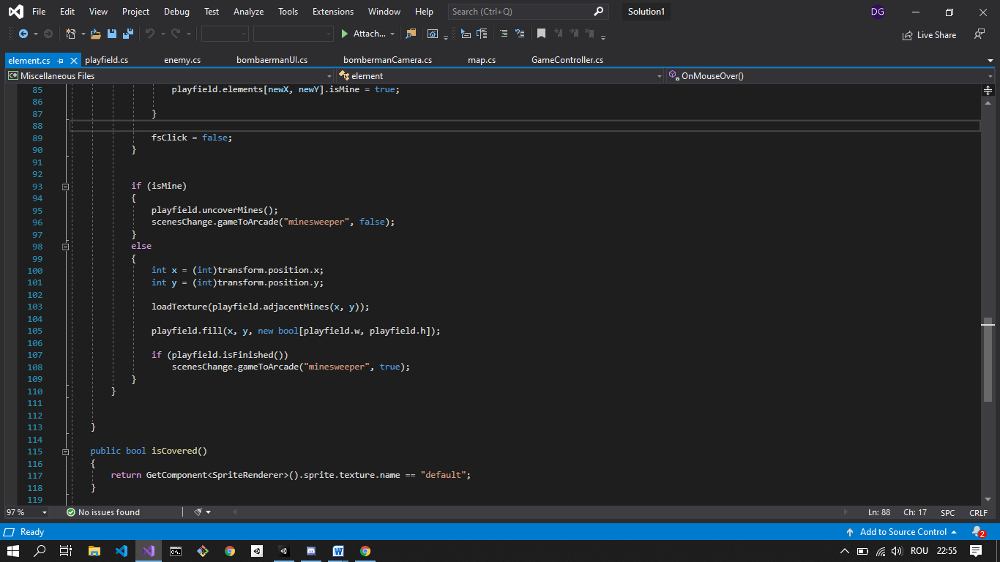 File Edit View Project Debug Test Analyze Tools Extensions Window Help Search (Ctrl+Q) Solution1 DG
Attach... Live Share
element.cs playfield.cs enemy.cs bombaermanUI.cs bombermanCamera.cs map.cs GameController.cs
C# Miscellaneous Files element OnMouseOver()
85 playfield.elements[newX, newY].isMine = true;
86
87 }
88
89 fsClick = false;
90 }
91
92
93 if (isMine)
94 {
95 playfield.uncoverMines();
96 scenesChange.gameToArcade("minesweeper", false);
97 }
98 else
99 {
100 int x = (int)transform.position.x;
101 int y = (int)transform.position.y;
102
103 loadTexture(playfield.adjacentMines(x, y));
104
105 playfield.fill(x, y, new bool[playfield.w, playfield.h]);
106
107 if (playfield.isFinished())
108 scenesChange.gameToArcade("minesweeper", true);
109 }
110 }
111
112
113 }
114
115 public bool isCovered()
116 {
117 return GetComponent<SpriteRenderer>().sprite.texture.name == "default";
118 }
119
97 % No issues found Ln: 88 Ch: 17 SPC CRLF
Ready Add to Source Control 2
ROU 22:55